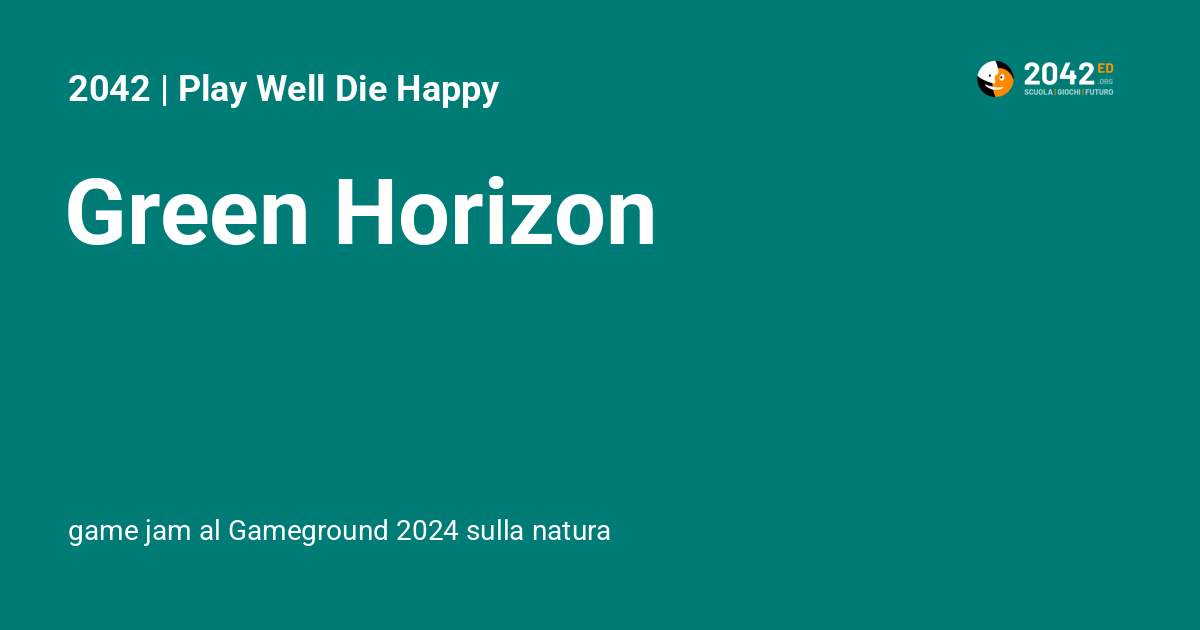 2042 | Play Well Die Happy
2042 ED
.ORG
SCUOLA | GIOCHI | FUTURO
Green Horizon
game jam al Gameground 2024 sulla natura